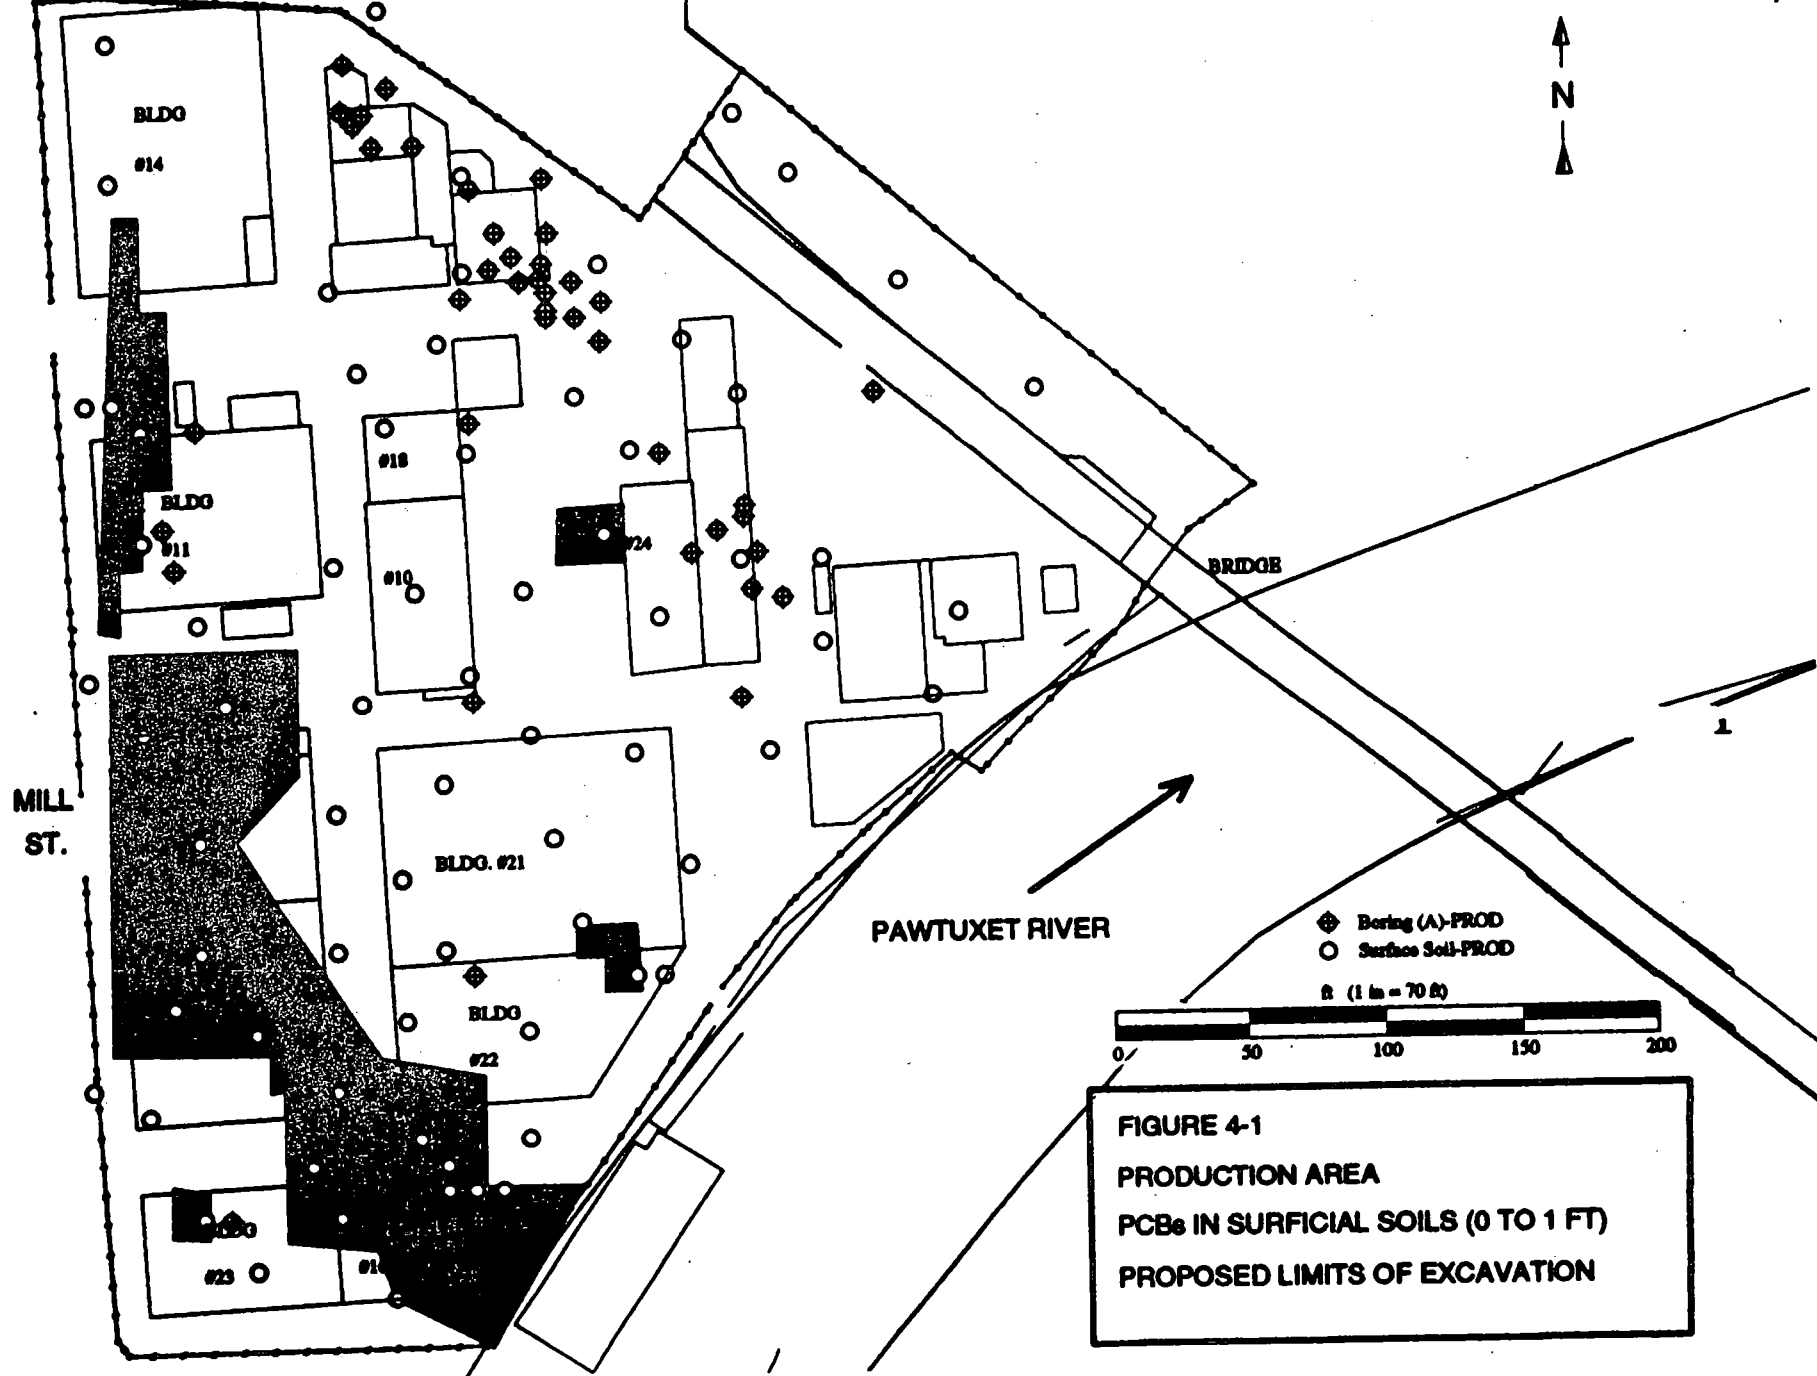 N
BLDG
#14
#18
BLDG
#11
#10
#24
BRIDGE
1
MILL
ST.
BLDG. #21
PAWTUXET RIVER
Boring (A)-PROD
Surface Soil-PROD
ft (1 in = 70 ft)
0 50 100 150 200
BLDG
#22
BLDG
#23
FIGURE 4-1
PRODUCTION AREA
PCBs IN SURFICIAL SOILS (0 TO 1 FT)
PROPOSED LIMITS OF EXCAVATION